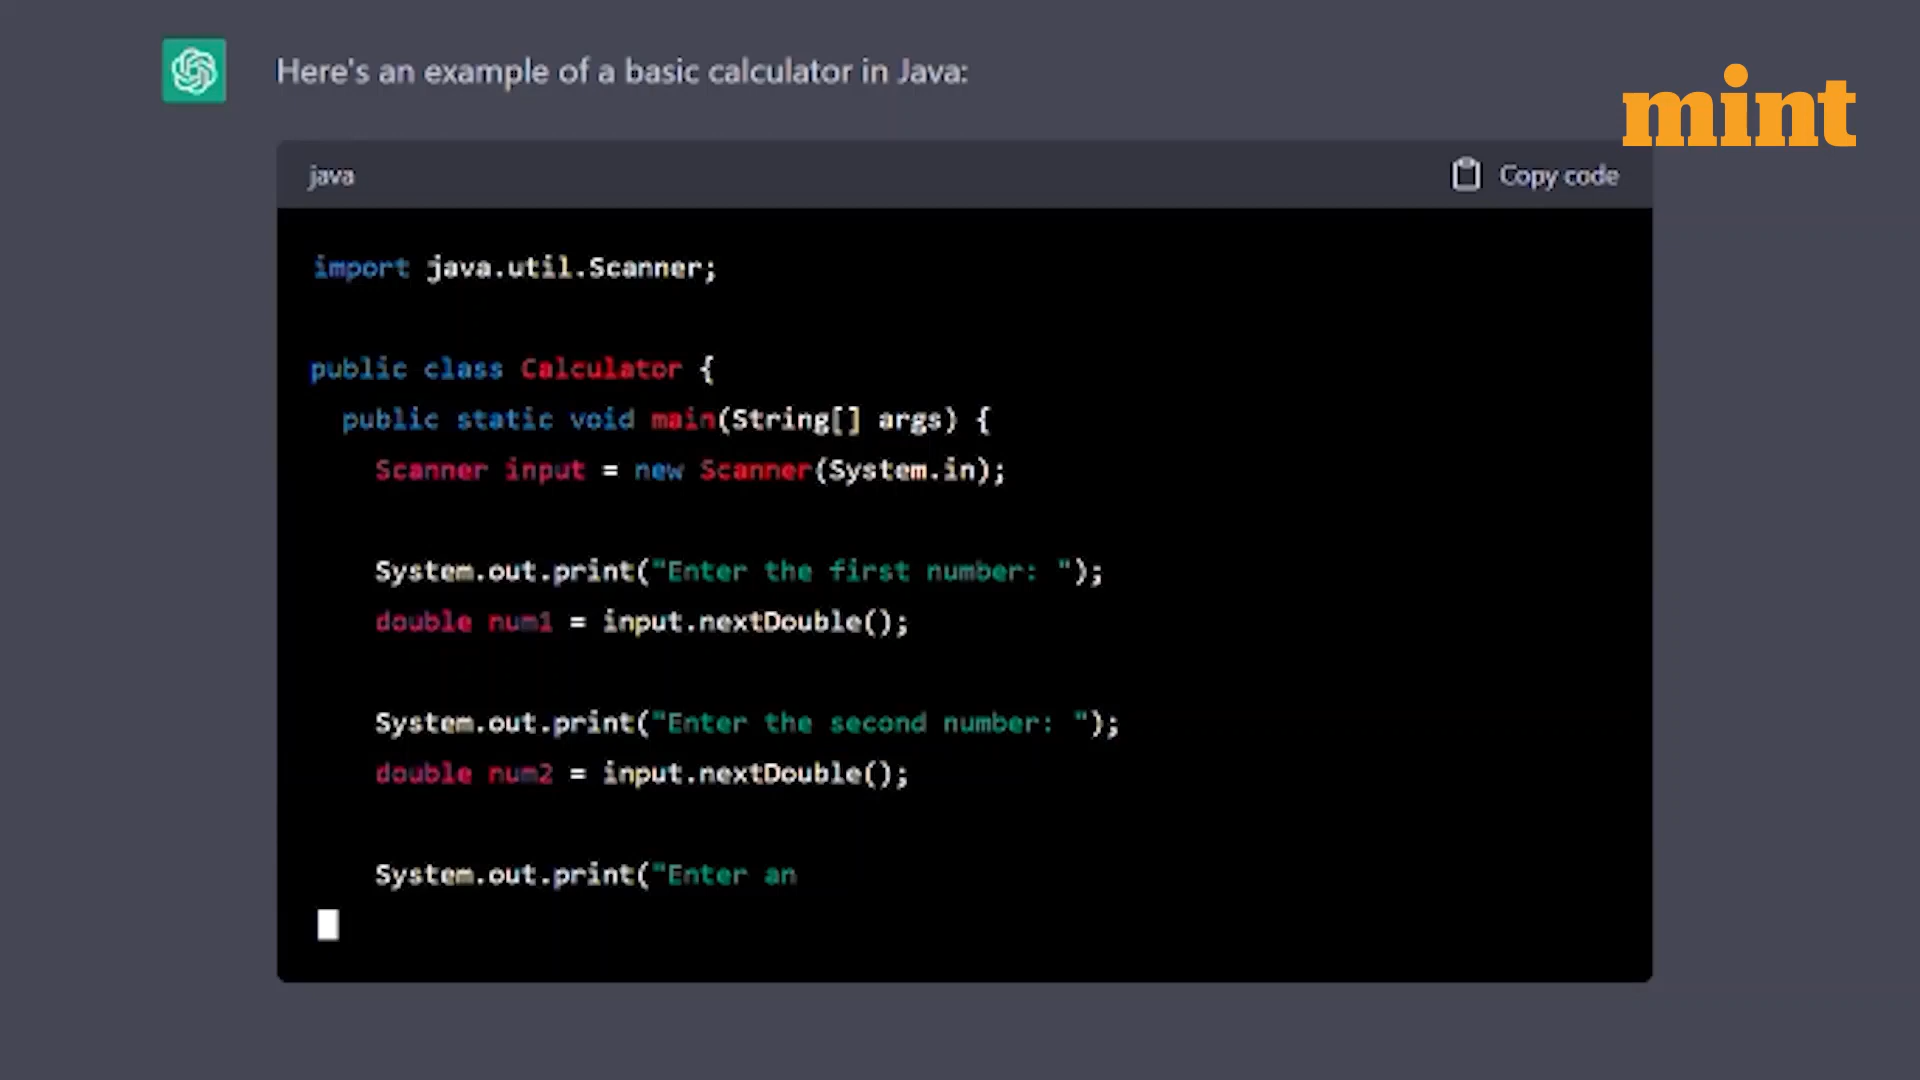 Here's an example of a basic calculator in Java:
mint
java
Copy code
import java.util.Scanner;
public class Calculator {
public static void main(String[] args) {
Scanner input = new Scanner(System.in);
System.out.print("Enter the first number: ");
double num1 = input.nextDouble();
System.out.print("Enter the second number: ");
double num2 = input.nextDouble();
System.out.print("Enter an